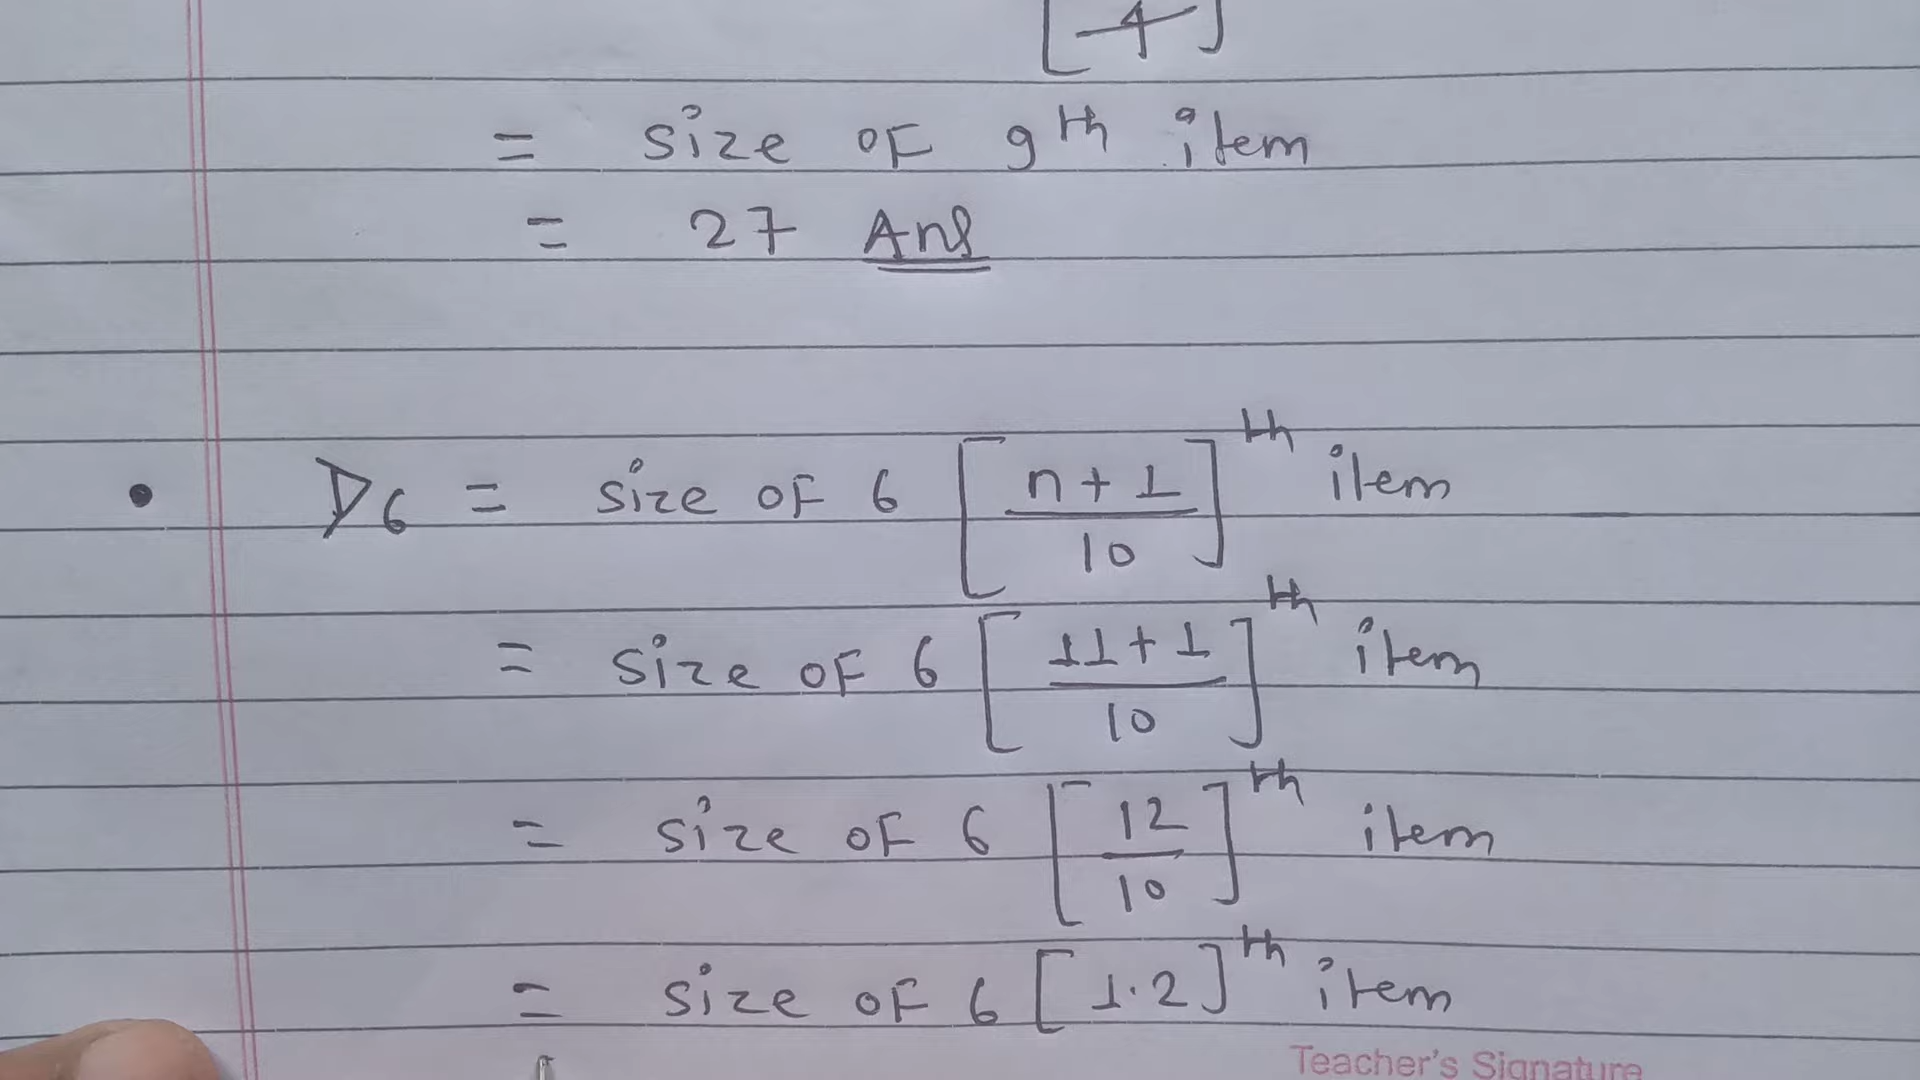 [4]
= size of 9th item
= 27 Ans
• D6 = size of 6 [n+1/10]th item
= size of 6 [11+1/10]th item
= size of 6 [12/10]th item
= size of 6 [1.2]th item
Teacher's Signature